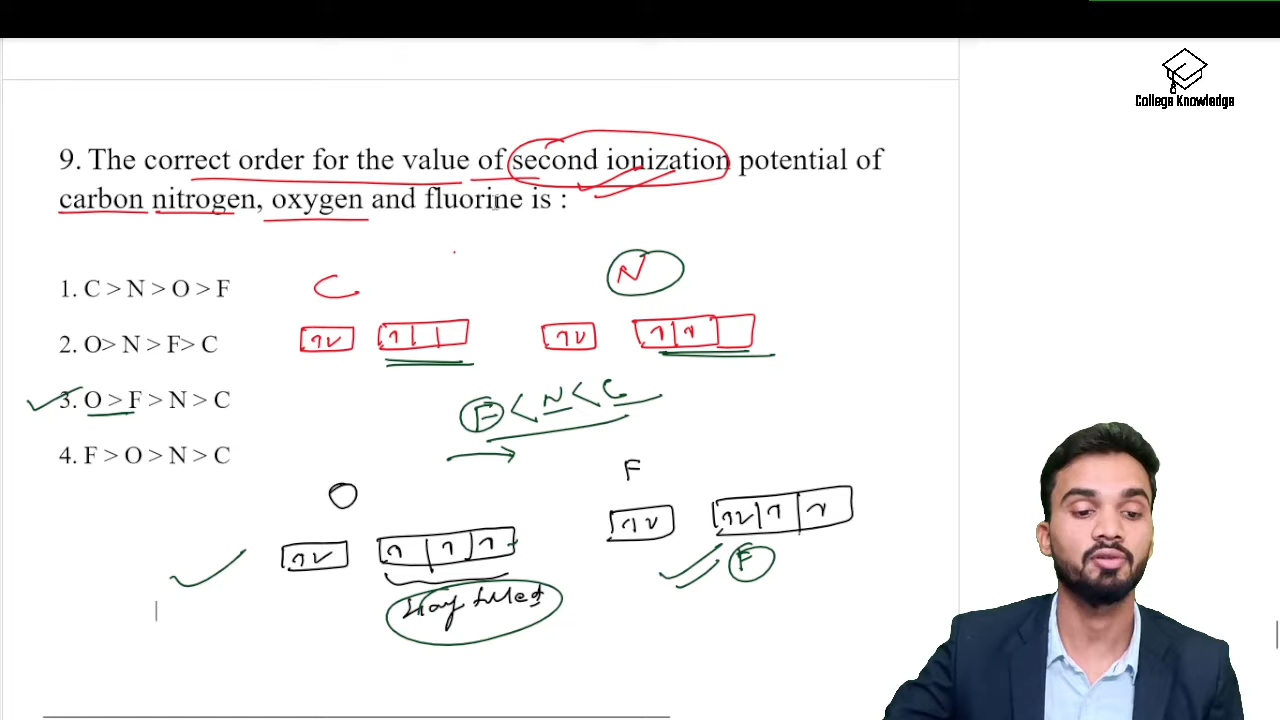 College Knowledge
9. The correct order for the value of second ionization potential of
carbon nitrogen, oxygen and fluorine is :
1. C > N > O > F
C
N
2. O> N > F> C
3. O > F > N > C
F < N < C
4. F > O > N > C
O
F
F
filled